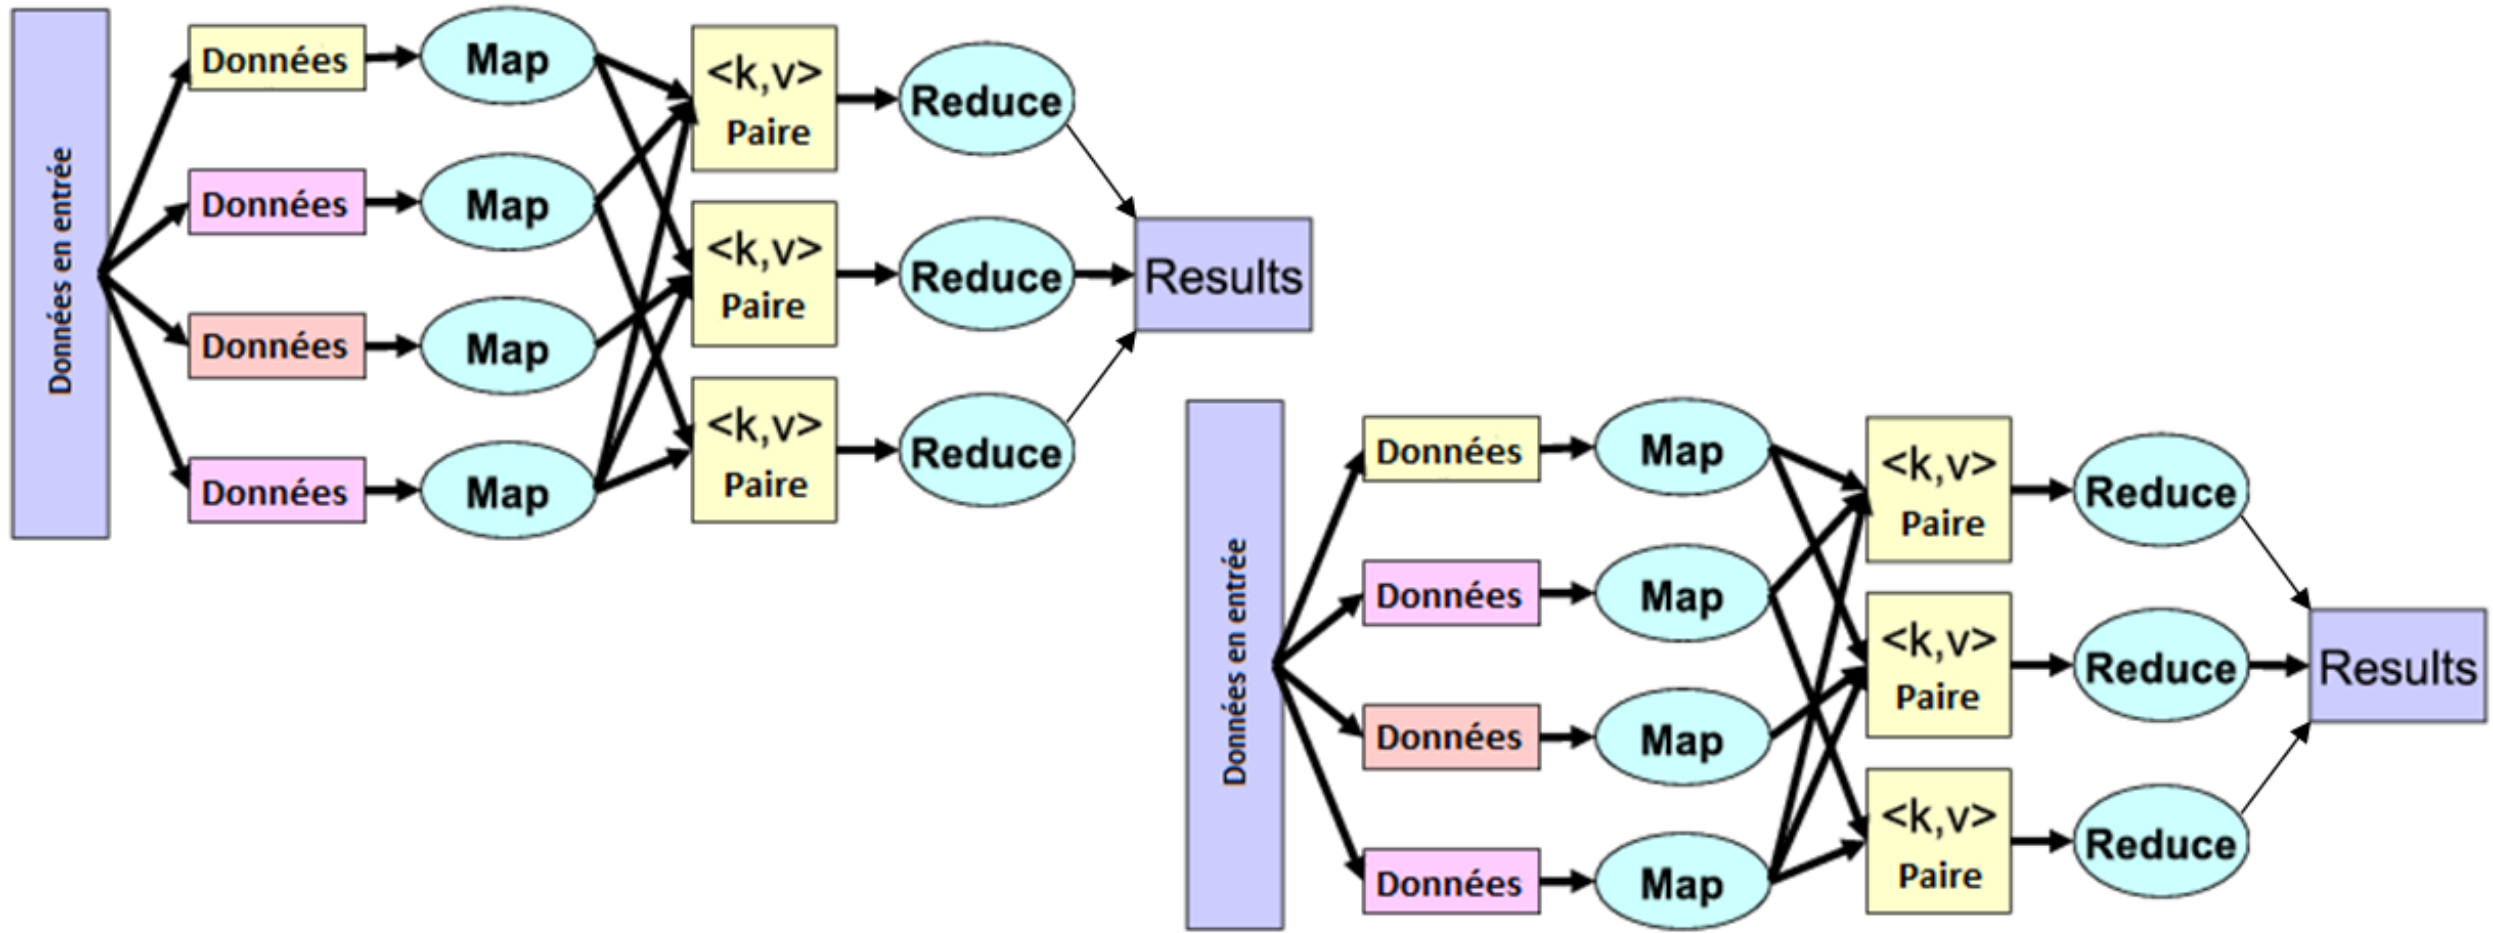 Données en entrée
Données
Données
Données
Données
Map
Map
Map
Map
<k,v>
Paire
<k,v>
Paire
<k,v>
Paire
Reduce
Reduce
Reduce
Results
Données en entrée
Données
Données
Données
Données
Map
Map
Map
Map
<k,v>
Paire
<k,v>
Paire
<k,v>
Paire
Reduce
Reduce
Reduce
Results